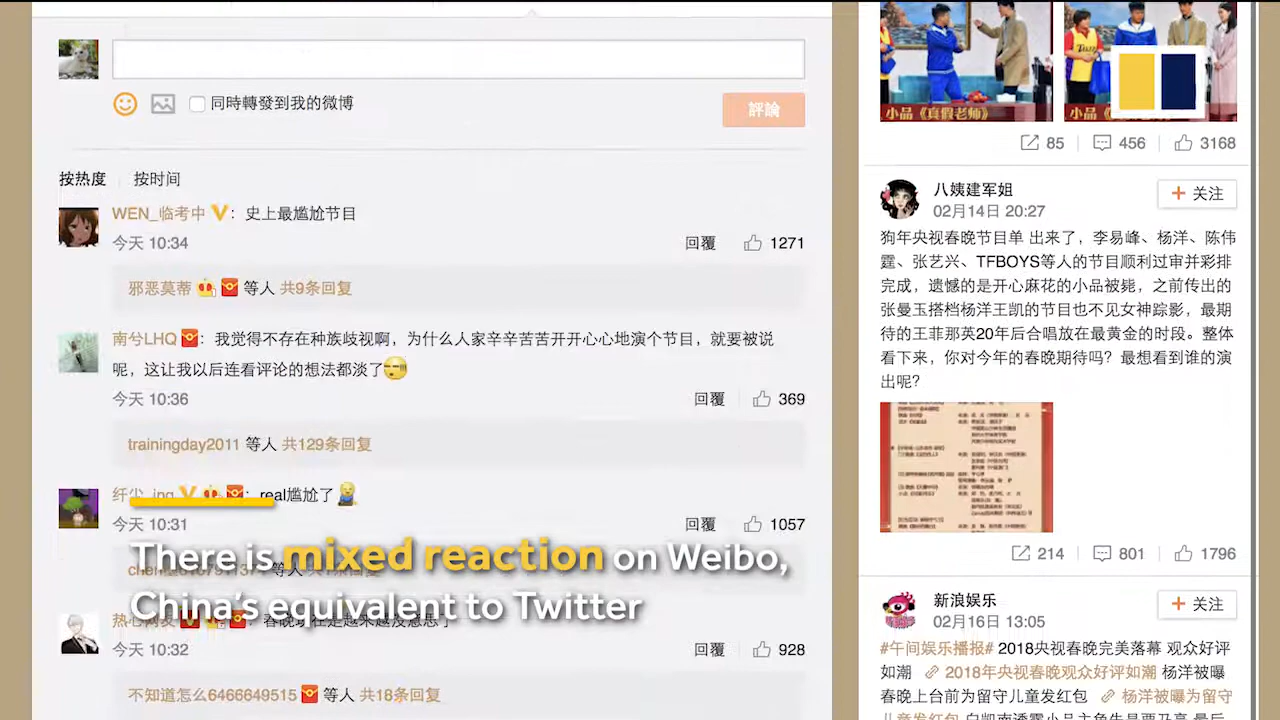 同時轉發到我的微博
評論
按热度
按时间
WEN_临考
：史上最尴尬节目
今天 10:34
回覆
1271
邪恶
等人 共9条回复
南兮LHQ
：我觉得不存在种族歧视啊，为什么人家辛辛苦苦开开心心地演个节目，就要被说
呢，这让我以后连看评论的想法都淡了
今天 10:36
回覆
369
等人
今天 10:31
回覆
1057
There is mixed reaction on Weibo,
China's equivalent to Twitter
今天 10:32
回覆
928
不知道怎么6466649515
等人 共18条回复
小品《真假老师》
小品《
85
456
3168
八姨建军姐
+ 关注
02月14日 20:27
狗年央视春晚节目单 出来了，李易峰、杨洋、陈伟
霆、张艺兴、TFBOYS等人的节目顺利过审并彩排
完成，遗憾的是开心麻花的小品被毙，之前传出的
张曼玉搭档杨洋王凯的节目也不见女神踪影，最期
待的王菲那英20年后合唱放在最黄金的时段。整体
看下来，你对今年的春晚期待吗？最想看到谁的演
出呢？
214
801
1796
新浪娱乐
+ 关注
02月16日 13:05
#午间娱乐播报# 2018央视春晚完美落幕 观众好评
如潮 2018年央视春晚观众好评如潮 杨洋被曝
春晚上台前为留守儿童发红包 杨洋被曝为留守